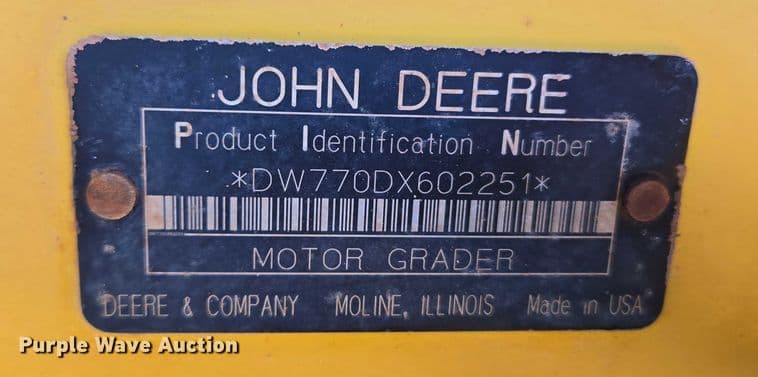 JOHN DEERE
Product Identification Number
*DW770DX602251*
MOTOR GRADER
DEERE & COMPANY MOLINE, ILLINOIS Made in USA
Purple Wave Auction